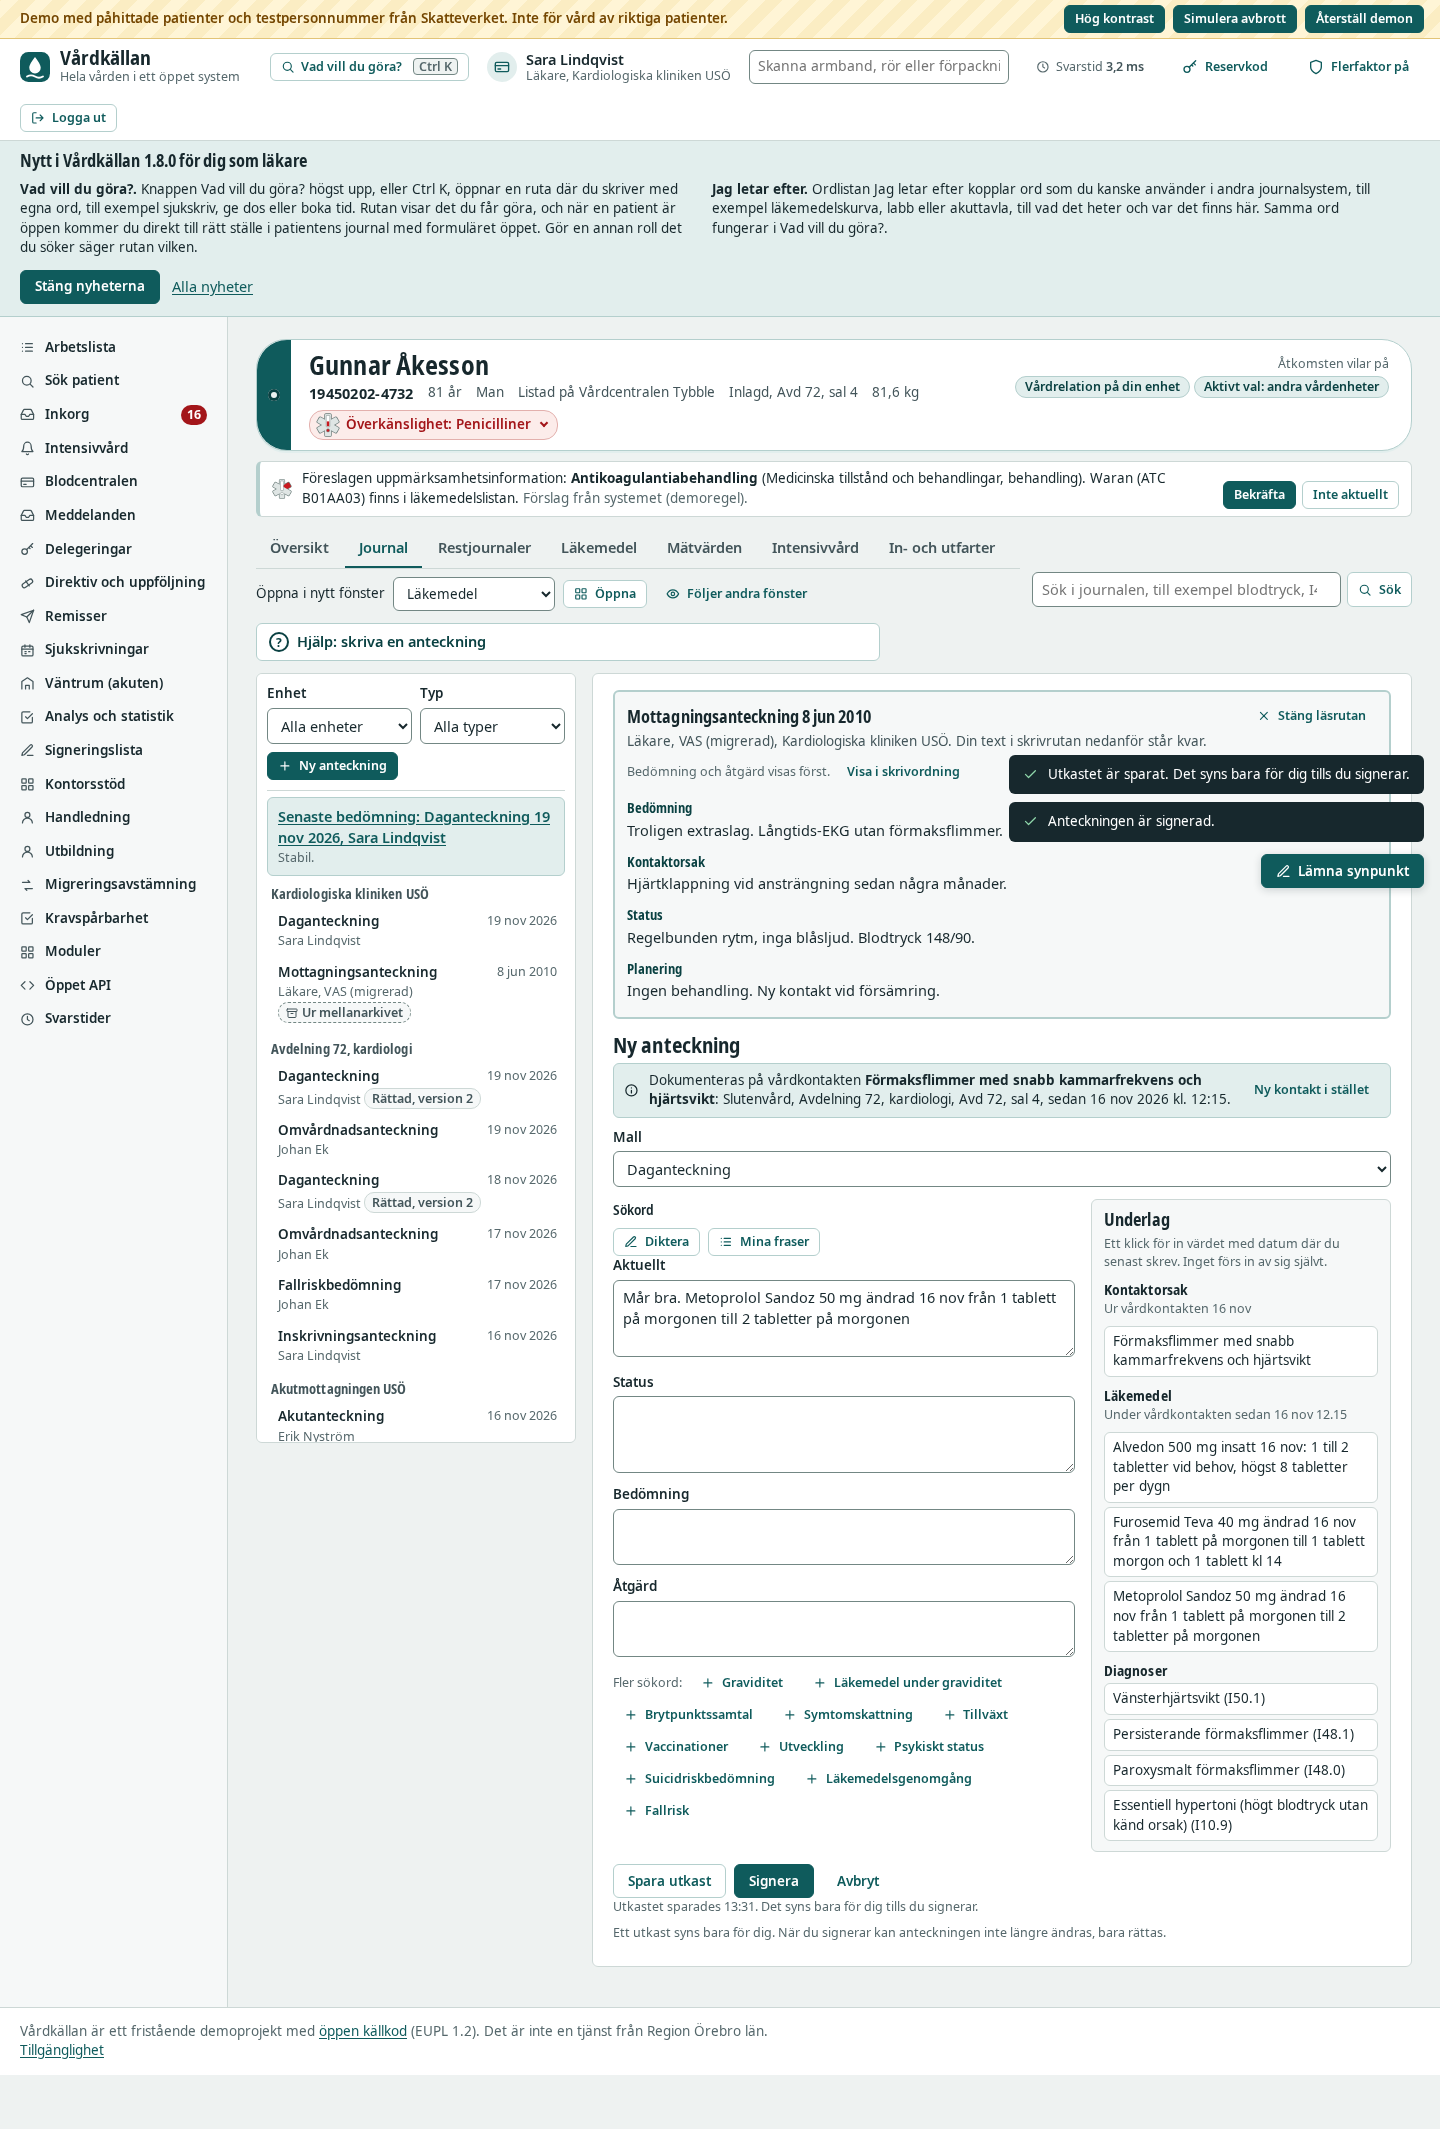 Demo med påhittade patienter och testpersonnummer från Skatteverket. Inte för vård av riktiga patienter.
Hög kontrast
Simulera avbrott
Återställ demon
Vårdkällan
Hela vården i ett öppet system
Vad vill du göra? Ctrl K
Sara Lindqvist
Läkare, Kardiologiska kliniken USÖ
Skanna armband, rör eller förpackni
Svarstid 3,2 ms
Reservkod
Flerfaktor på
Logga ut
Nytt i Vårdkällan 1.8.0 för dig som läkare
Vad vill du göra?. Knappen Vad vill du göra? högst upp, eller Ctrl K, öppnar en ruta där du skriver med
egna ord, till exempel sjukskriv, ge dos eller boka tid. Rutan visar det du får göra, och när en patient är
öppen kommer du direkt till rätt ställe i patientens journal med formuläret öppet. Gör en annan roll det
du söker säger rutan vilken.
Jag letar efter. Ordlistan Jag letar efter kopplar ord som du kanske använder i andra journalsystem, till
exempel läkemedelskurva, labb eller akuttavla, till vad det heter och var det finns här. Samma ord
fungerar i Vad vill du göra?.
Stäng nyheterna
Alla nyheter
Arbetslista
Sök patient
Inkorg 16
Intensivvård
Blodcentralen
Meddelanden
Delegeringar
Direktiv och uppföljning
Remisser
Sjukskrivningar
Väntrum (akuten)
Analys och statistik
Signeringslista
Kontorsstöd
Handledning
Utbildning
Migreringsavstämning
Kravspårbarhet
Moduler
Öppet API
Svarstider
Gunnar Åkesson
19450202-4732 81 år Man Listad på Vårdcentralen Tybble Inlagd, Avd 72, sal 4 81,6 kg
Överkänslighet: Penicilliner
Åtkomsten vilar på
Vårdrelation på din enhet
Aktivt val: andra vårdenheter
Föreslagen uppmärksamhetsinformation: Antikoagulantiabehandling (Medicinska tillstånd och behandlingar, behandling). Waran (ATC
B01AA03) finns i läkemedelslistan. Förslag från systemet (demoregel).
Bekräfta
Inte aktuellt
Översikt
Journal
Restjournaler
Läkemedel
Mätvärden
Intensivvård
In- och utfarter
Öppna i nytt fönster
Läkemedel
Öppna
Följer andra fönster
Sök i journalen, till exempel blodtryck, I4
Sök
? Hjälp: skriva en anteckning
Enhet
Typ
Alla enheter
Alla typer
Ny anteckning
Senaste bedömning: Daganteckning 19
nov 2026, Sara Lindqvist
Stabil.
Kardiologiska kliniken USÖ
Daganteckning 19 nov 2026
Sara Lindqvist
Mottagningsanteckning 8 jun 2010
Läkare, VAS (migrerad)
Ur mellanarkivet
Avdelning 72, kardiologi
Daganteckning 19 nov 2026
Sara Lindqvist Rättad, version 2
Omvårdnadsanteckning 19 nov 2026
Johan Ek
Daganteckning 18 nov 2026
Sara Lindqvist Rättad, version 2
Omvårdnadsanteckning 17 nov 2026
Johan Ek
Fallriskbedömning 17 nov 2026
Johan Ek
Inskrivningsanteckning 16 nov 2026
Sara Lindqvist
Akutmottagningen USÖ
Akutanteckning 16 nov 2026
Erik Nyström
Mottagningsanteckning 8 jun 2010
Stäng läsrutan
Läkare, VAS (migrerad), Kardiologiska kliniken USÖ. Din text i skrivrutan nedanför står kvar.
Bedömning och åtgärd visas först. Visa i skrivordning
Utkastet är sparat. Det syns bara för dig tills du signerar.
Anteckningen är signerad.
Lämna synpunkt
Bedömning
Troligen extraslag. Långtids-EKG utan förmaksflimmer.
Kontaktorsak
Hjärtklappning vid ansträngning sedan några månader.
Status
Regelbunden rytm, inga blåsljud. Blodtryck 148/90.
Planering
Ingen behandling. Ny kontakt vid försämring.
Ny anteckning
Dokumenteras på vårdkontakten Förmaksflimmer med snabb kammarfrekvens och
hjärtsvikt: Slutenvård, Avdelning 72, kardiologi, Avd 72, sal 4, sedan 16 nov 2026 kl. 12:15.
Ny kontakt i stället
Mall
Daganteckning
Sökord
Diktera
Mina fraser
Aktuellt
Mår bra. Metoprolol Sandoz 50 mg ändrad 16 nov från 1 tablett
på morgonen till 2 tabletter på morgonen
Status
Bedömning
Åtgärd
Fler sökord: Graviditet Läkemedel under graviditet
Brytpunktssamtal Symtomskattning Tillväxt
Vaccinationer Utveckling Psykiskt status
Suicidriskbedömning Läkemedelsgenomgång
Fallrisk
Underlag
Ett klick för in värdet med datum där du
senast skrev. Inget förs in av sig självt.
Kontaktorsak
Ur vårdkontakten 16 nov
Förmaksflimmer med snabb
kammarfrekvens och hjärtsvikt
Läkemedel
Under vårdkontakten sedan 16 nov 12.15
Alvedon 500 mg insatt 16 nov: 1 till 2
tabletter vid behov, högst 8 tabletter
per dygn
Furosemid Teva 40 mg ändrad 16 nov
från 1 tablett på morgonen till 1 tablett
morgon och 1 tablett kl 14
Metoprolol Sandoz 50 mg ändrad 16
nov från 1 tablett på morgonen till 2
tabletter på morgonen
Diagnoser
Vänsterhjärtsvikt (I50.1)
Persisterande förmaksflimmer (I48.1)
Paroxysmalt förmaksflimmer (I48.0)
Essentiell hypertoni (högt blodtryck utan
känd orsak) (I10.9)
Spara utkast
Signera
Avbryt
Utkastet sparades 13:31. Det syns bara för dig tills du signerar.
Ett utkast syns bara för dig. När du signerar kan anteckningen inte längre ändras, bara rättas.
Vårdkällan är ett fristående demoprojekt med öppen källkod (EUPL 1.2). Det är inte en tjänst från Region Örebro län.
Tillgänglighet